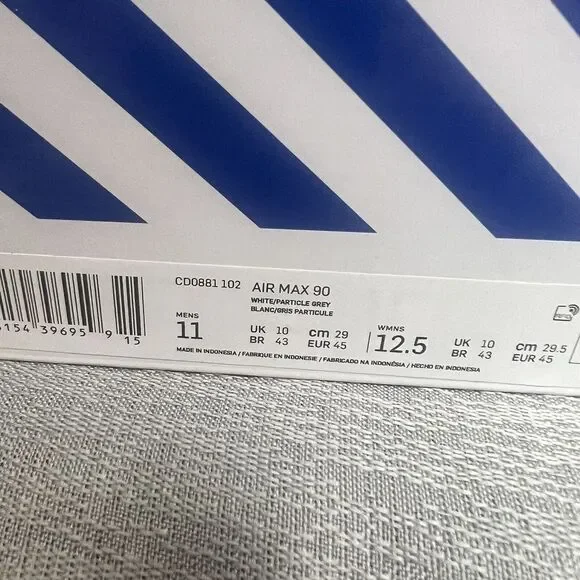 CD0881 102 AIR MAX 90
WHITE/PARTICLE GREY
BLANC/GRIS PARTICULE
MENS
11
UK 10
BR 43
cm 29
EUR 45
WMNS
12.5
UK 10
BR 43
cm 29.5
EUR 45
MADE IN INDONESIA / FABRIQUE EN INDONESIE / FABRICADO NA INDONÉSIA / HECHO EN INDONESIA
154 39695 9 15